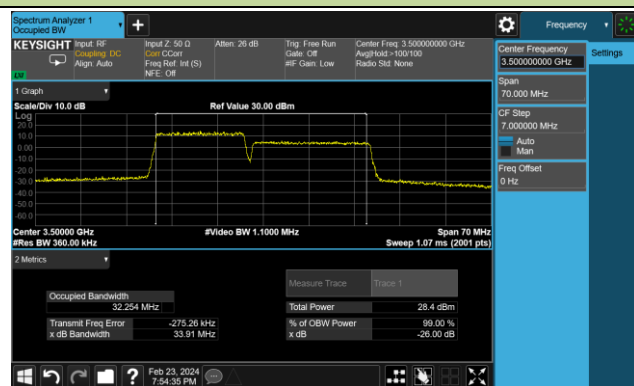 Spectrum Analyzer 1
Occupied BW
+
Frequency
KEYSIGHT
Input: RF
Coupling: DC
Align: Auto
Input Z: 50 Ω
Corr CCorr
Freq Ref: Int (S)
NFE: Off
Atten: 26 dB
Trig: Free Run
Gate: Off
#IF Gain: Low
Center Freq: 3.500000000 GHz
Avg|Hold:>100/100
Radio Std: None
Center Frequency
3.500000000 GHz
Settings
Span
70.000 MHz
CF Step
7.000000 MHz
Auto
Man
Freq Offset
0 Hz
1 Graph
Scale/Div 10.0 dB
Ref Value 30.00 dBm
Log
20.0
10.0
0.00
-10.0
-20.0
-30.0
-40.0
-50.0
-60.0
Center 3.50000 GHz
#Video BW 1.1000 MHz
Span 70 MHz
#Res BW 360.00 kHz
Sweep 1.07 ms (2001 pts)
2 Metrics
Measure Trace
Trace 1
Occupied Bandwidth
32.254 MHz
Total Power
28.4 dBm
Transmit Freq Error
-275.26 kHz
% of OBW Power
99.00 %
x dB Bandwidth
33.91 MHz
x dB
-26.00 dB
?
Feb 23, 2024
7:54:35 PM